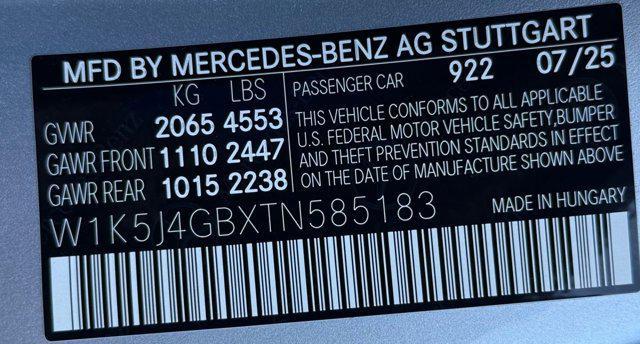 MFD BY MERCEDES-BENZ AG STUTTGART
KG LBS
GVWR 2065 4553
GAWR FRONT 1110 2447
GAWR REAR 1015 2238
PASSENGER CAR 922 07/25
THIS VEHICLE CONFORMS TO ALL APPLICABLE
U.S. FEDERAL MOTOR VEHICLE SAFETY,BUMPER
AND THEFT PREVENTION STANDARDS IN EFFECT
ON THE DATE OF MANUFACTURE SHOWN ABOVE
W1K5J4GBXTN585183
MADE IN HUNGARY